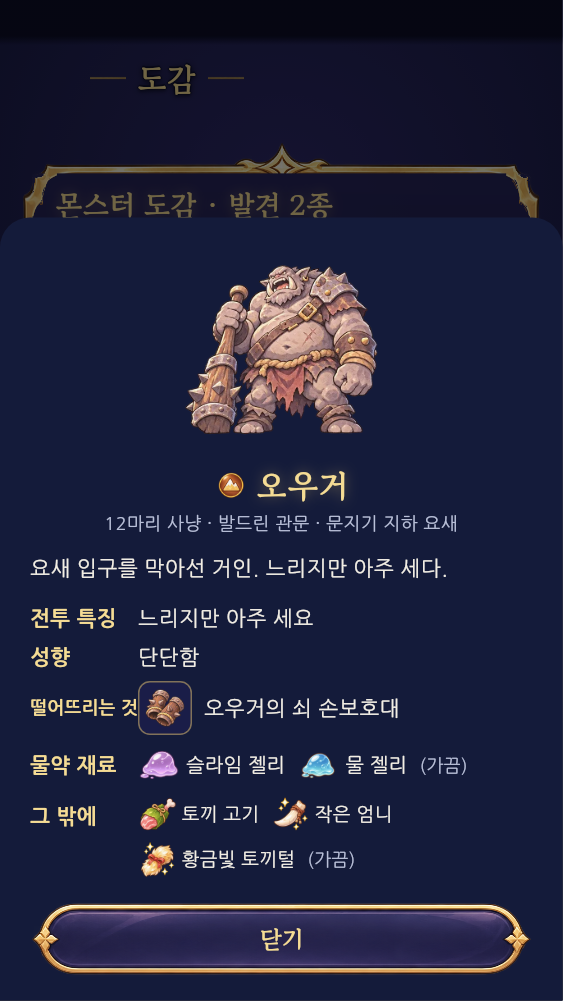 도감
몬스터 도감 · 발견 2종
오우거
12마리 사냥 · 발드린 관문 · 문지기 지하 요새
요새 입구를 막아선 거인. 느리지만 아주 세다.
전투 특징 느리지만 아주 세요
성향 단단함
떨어뜨리는 것 오우거의 쇠 손보호대
물약 재료 슬라임 젤리 물 젤리 (가끔)
그 밖에 토끼 고기 작은 엄니
황금빛 토끼털 (가끔)
닫기